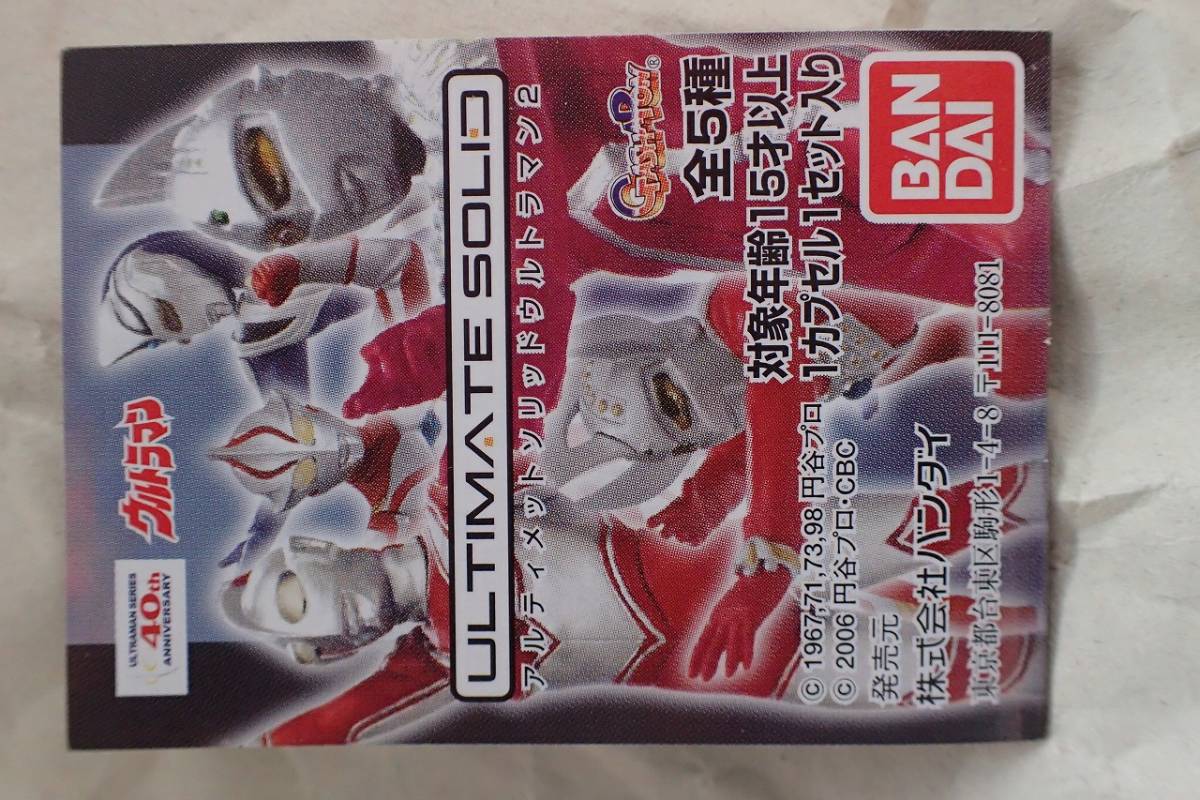 ULTRAMAN SERIES
40th
ANNIVERSARY
ウルトラマン
ULTIMATE SOLID
アルティメットソリッドウルトラマン2
GASHAPON®
全5種
対象年齢15才以上
1カプセル1セット入り
© 1967,71,73,98 円谷プロ
© 2006 円谷プロ・CBC
発売元
株式会社バンダイ
東京都台東区駒形1-4-8 〒111-8081
BAN
DAI